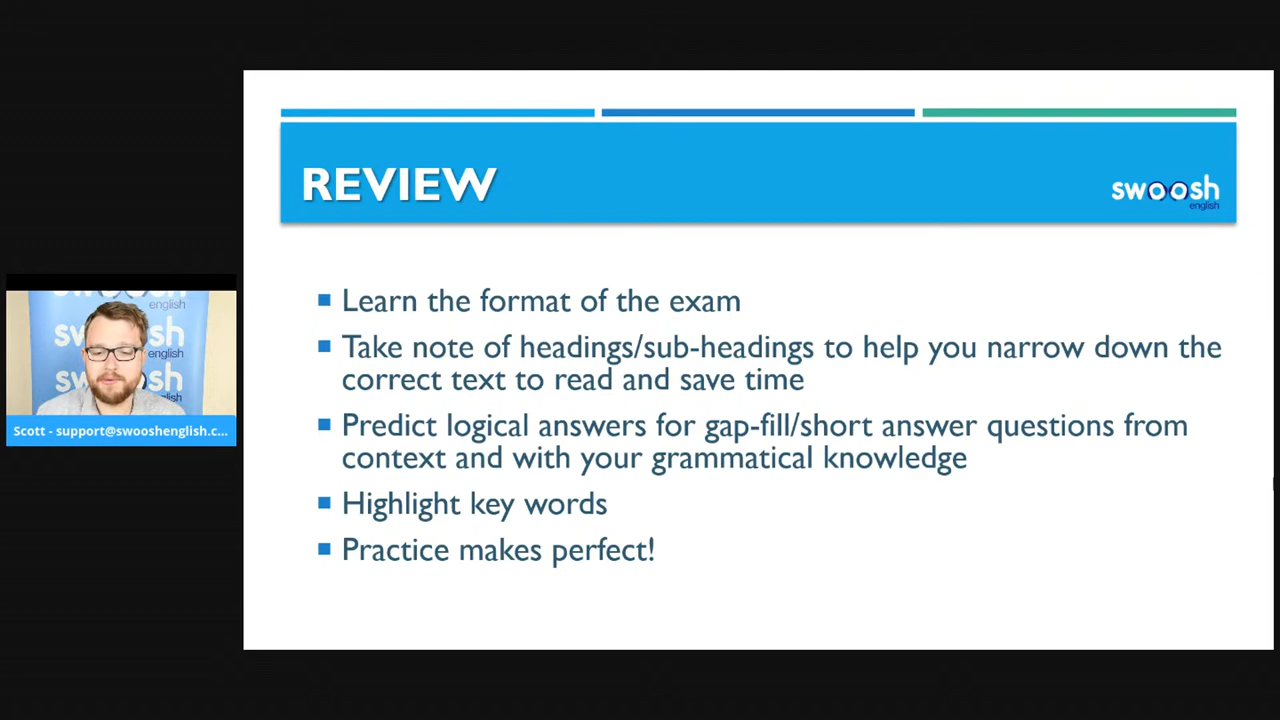 REVIEW
swoosh
english
Learn the format of the exam
Take note of headings/sub-headings to help you narrow down the
correct text to read and save time
Predict logical answers for gap-fill/short answer questions from
context and with your grammatical knowledge
Highlight key words
Practice makes perfect!
english
english
Scott - support@swooshenglish.c...